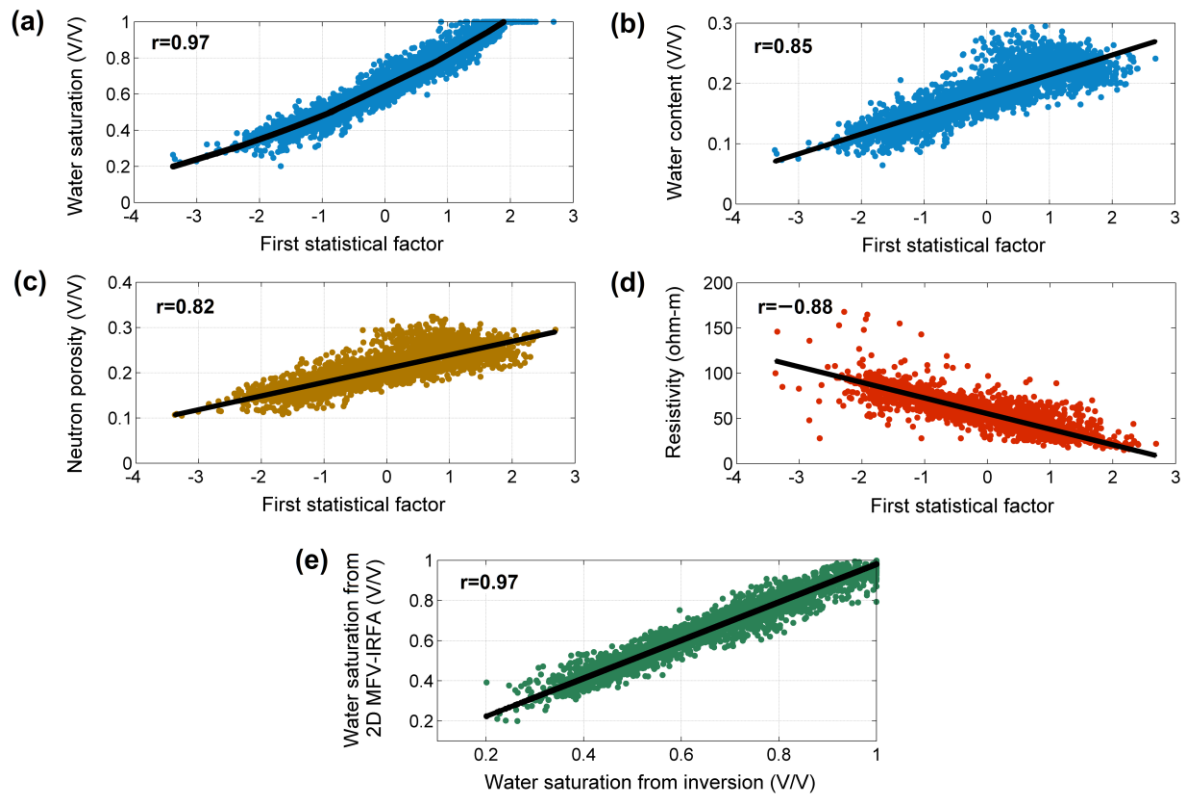 (a)
Water saturation (V/V)
r=0.97
1
0.8
0.6
0.4
0.2
0
-4 -3 -2 -1 0 1 2 3
First statistical factor
(b)
Water content (V/V)
r=0.85
0.3
0.2
0.1
0.0
-4 -3 -2 -1 0 1 2 3
First statistical factor
(c)
Neutron porosity (V/V)
r=0.82
0.4
0.3
0.2
0.1
0
-4 -3 -2 -1 0 1 2 3
First statistical factor
(d)
Resistivity (ohm-m)
r=−0.88
200
150
100
50
0
-4 -3 -2 -1 0 1 2 3
First statistical factor
(e)
Water saturation from
2D MFV-IRFA (V/V)
r=0.97
1
0.8
0.6
0.4
0.2
0.2 0.4 0.6 0.8 1
Water saturation from inversion (V/V)